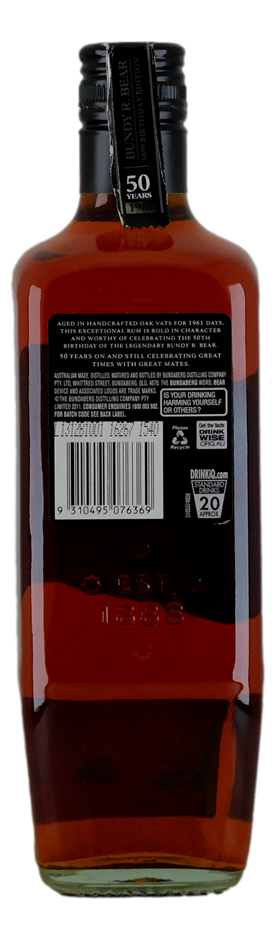 BUNDY R. BEAR
50TH BIRTHDAY EDITION
50
YEARS
AGED IN HANDCRAFTED OAK VATS FOR 1961 DAYS.
THIS EXCEPTIONAL RUM IS BOLD IN CHARACTER
AND WORTHY OF CELEBRATING THE 50TH
BIRTHDAY OF THE LEGENDARY BUNDY R. BEAR.
50 YEARS ON AND STILL CELEBRATING GREAT
TIMES WITH GREAT MATES.
AUSTRALIAN MADE. DISTILLED, MATURED AND BOTTLED BY BUNDABERG DISTILLING COMPANY
PTY LTD, WHITTRED STREET, BUNDABERG, QLD, 4670. THE BUNDABERG WORD, BEAR
DEVICE AND ASSOCIATED LOGOS ARE TRADE MARKS.
© BUNDABERG DISTILLING COMPANY PTY
LIMITED 2011. CONSUMER ENQUIRIES 1800 003 902.
FOR BATCH CODE SEE BACK LABEL.
IS YOUR DRINKING
HARMING YOURSELF
OR OTHERS?
Please
Recycle
Get the facts
DRINK
WISE
.ORG.AU
DRINKiQ.com
STANDARD
DRINKS
20
APPROX.
9 310495 076369
EST.
1888